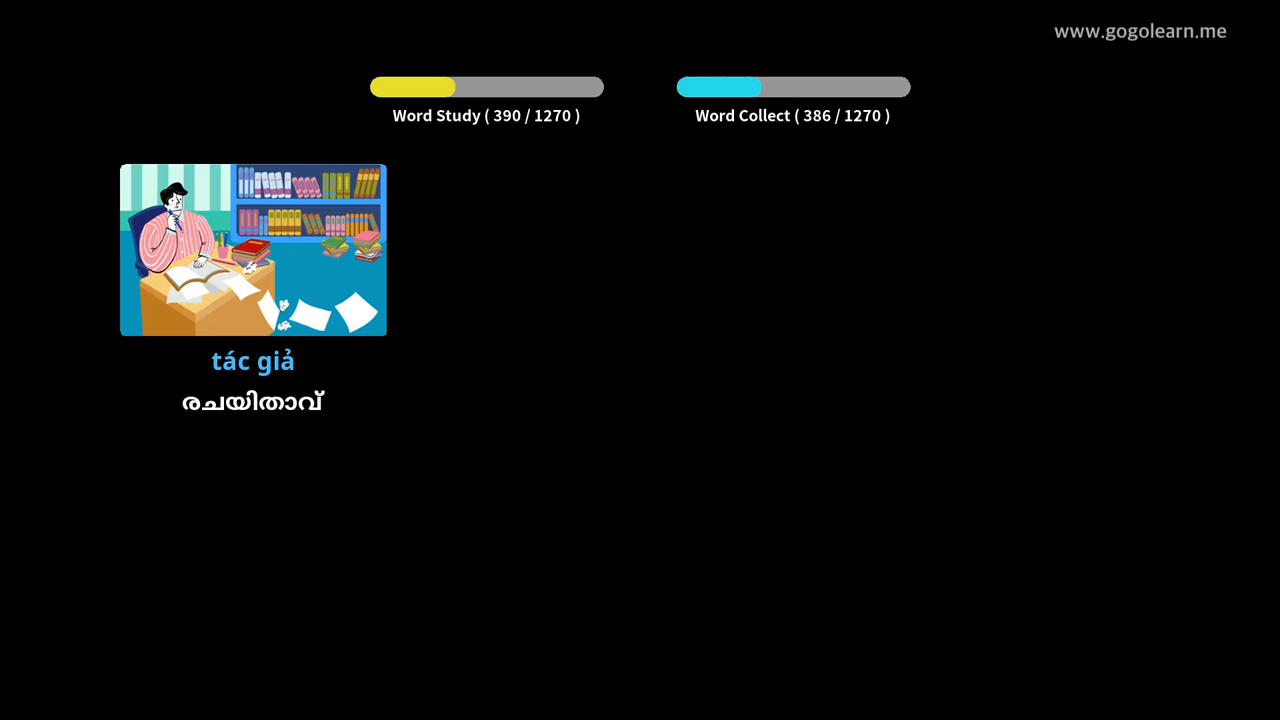 www.gogolearn.me
Word Study ( 390 / 1270 )
Word Collect ( 386 / 1270 )
tác giả
രചയിതാവ്